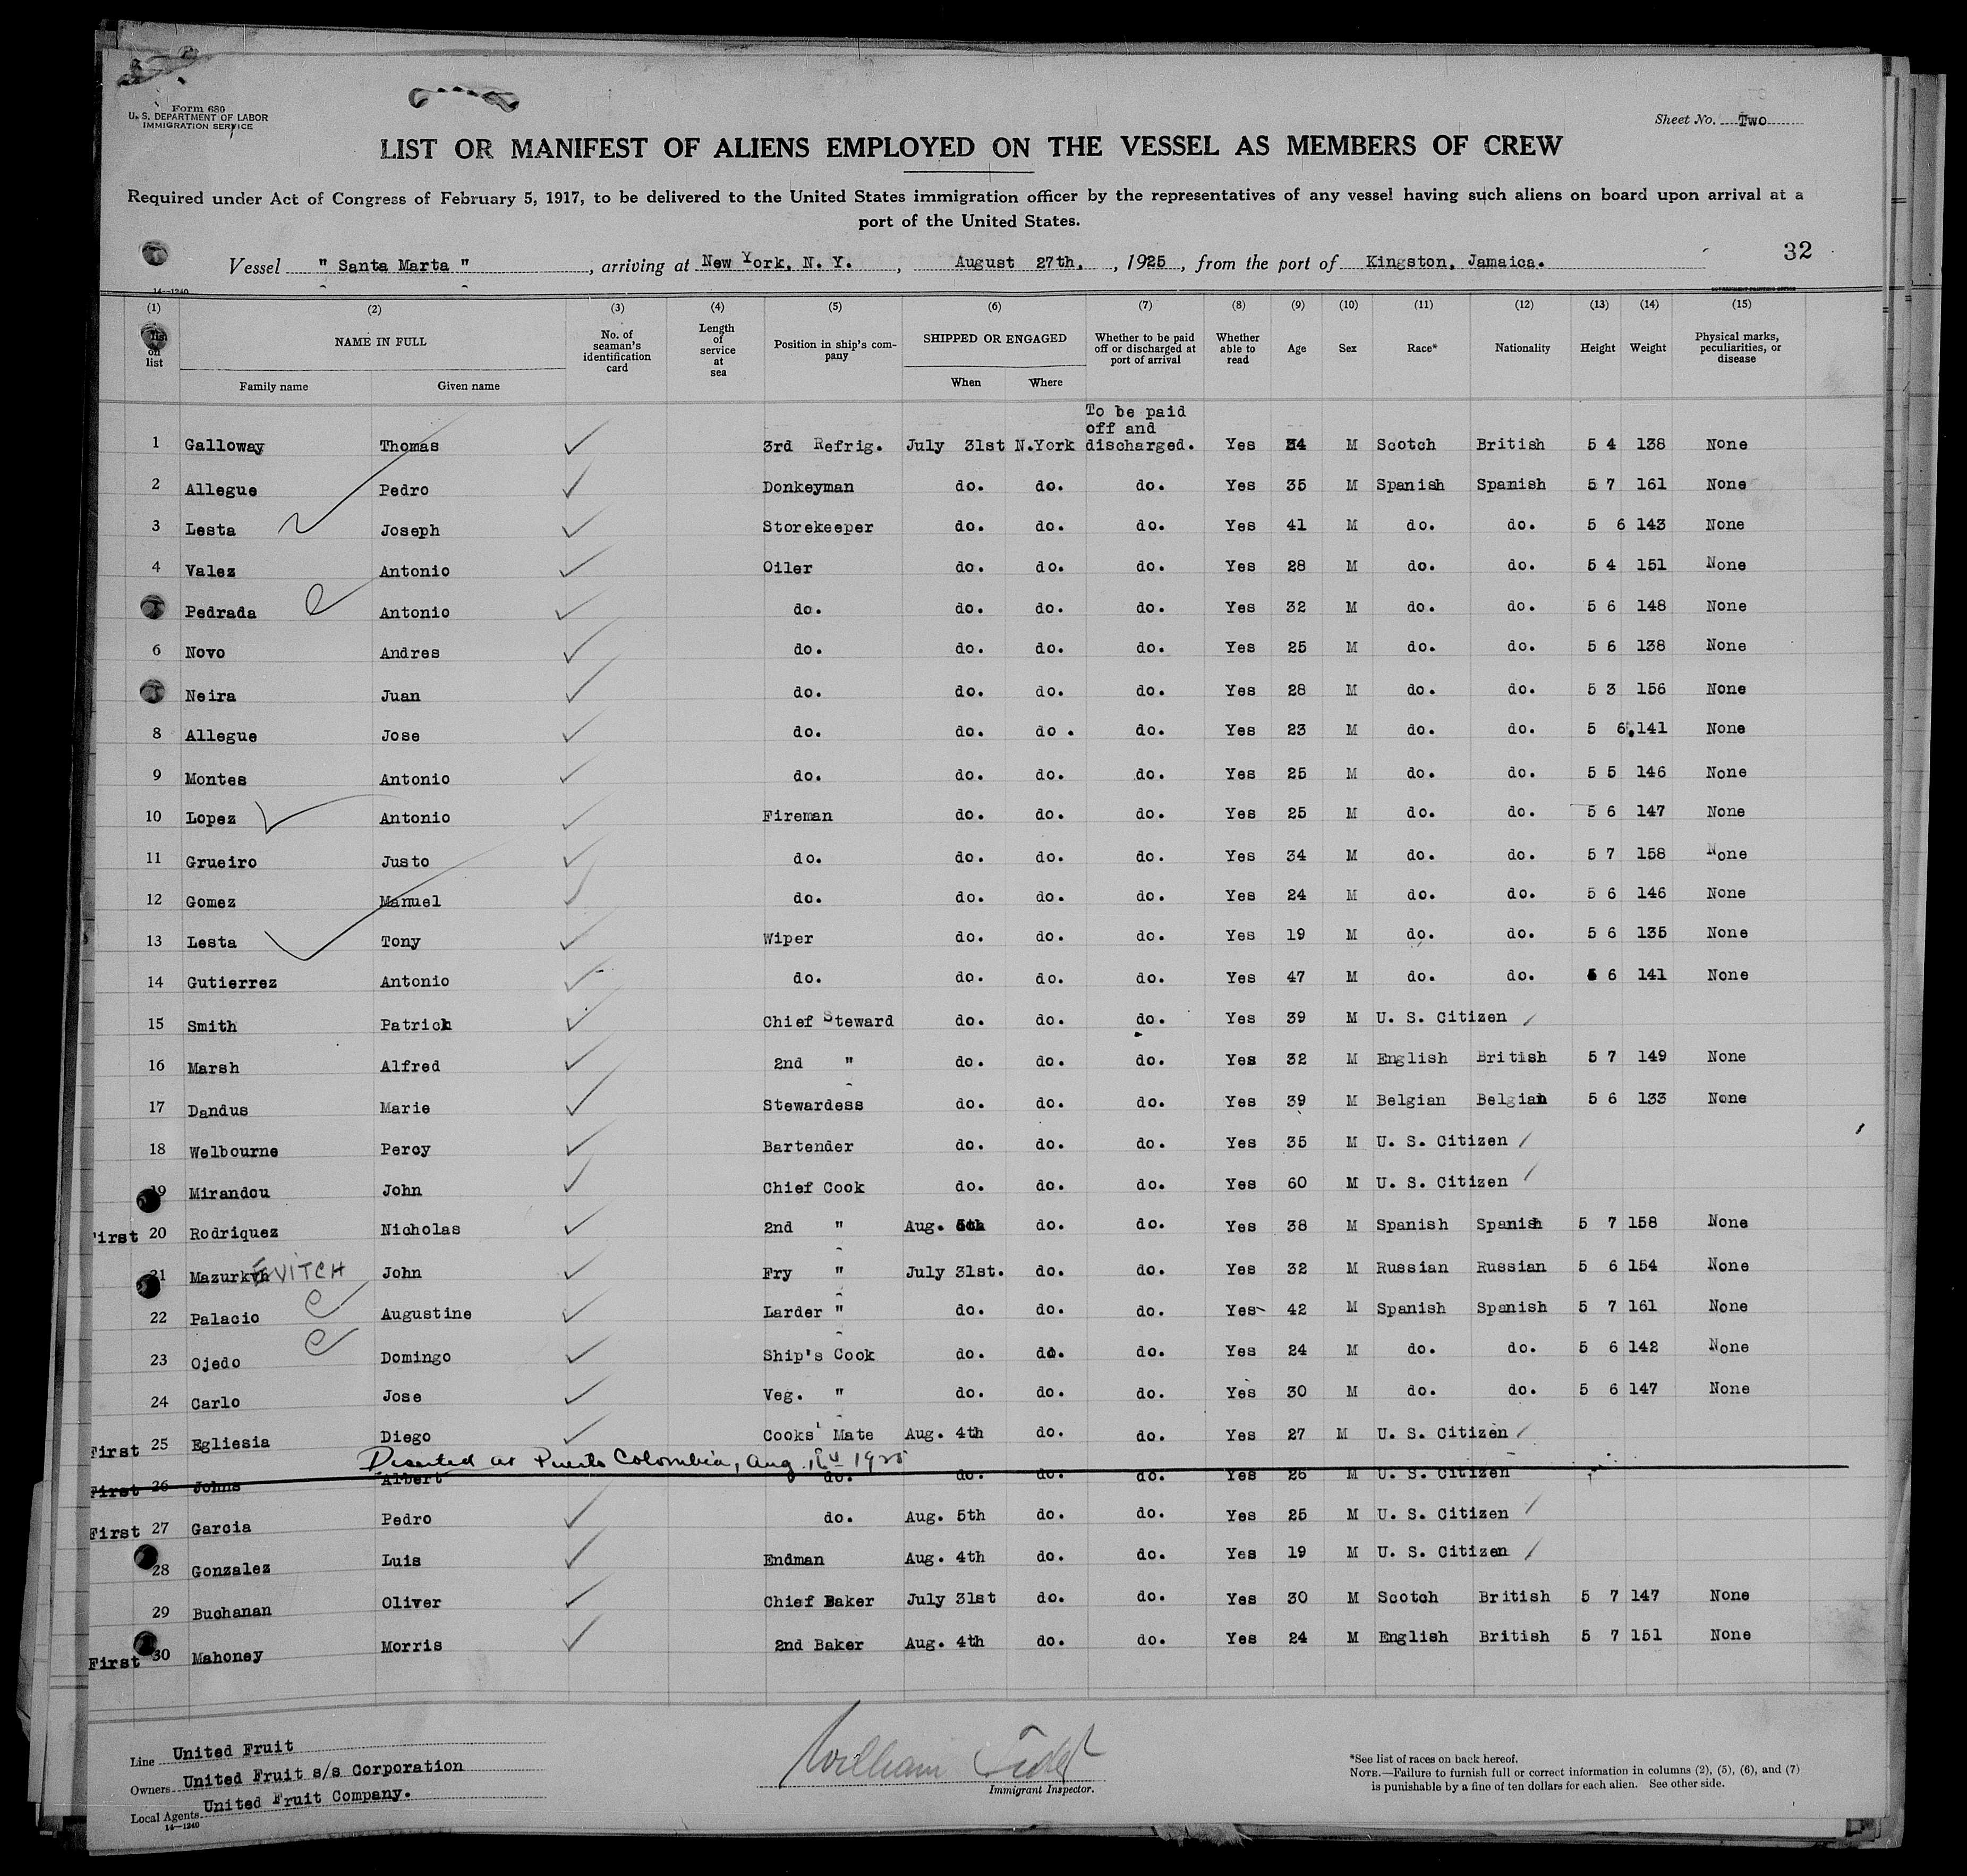 Form 680
U. S. DEPARTMENT OF LABOR
IMMIGRATION SERVICE
Sheet No. Two
LIST OR MANIFEST OF ALIENS EMPLOYED ON THE VESSEL AS MEMBERS OF CREW
Required under Act of Congress of February 5, 1917, to be delivered to the United States immigration officer by the representatives of any vessel having such aliens on board upon arrival at a
port of the United States.
32
Vessel " Santa Marta ", arriving at New York, N. Y., August 27th, , 1925, from the port of Kingston, Jamaica.
14—1240
(1) (2) (3) (4) (5) (6) (7) (8) (9) (10) (11) (12) (13) (14) (15)
on list NAME IN FULL Family name Given name No. of seaman's identification card Length of service at sea Position in ship's company SHIPPED OR ENGAGED When Where Whether to be paid off or discharged at port of arrival Whether able to read Age Sex Race* Nationality Height Weight Physical marks, peculiarities, or disease
To be paid
off and
1 Galloway Thomas 3rd Refrig. July 31st N.York discharged. Yes 34 M Scotch British 5 4 138 None
2 Allegue Pedro Donkeyman do. do. do. Yes 35 M Spanish Spanish 5 7 161 None
3 Lesta Joseph Storekeeper do. do. do. Yes 41 M do. do. 5 6 143 None
4 Valez Antonio Oiler do. do. do. Yes 28 M do. do. 5 4 151 None
Pedrada Antonio do. do. do. do. Yes 32 M do. do. 5 6 148 None
6 Novo Andres do. do. do. do. Yes 25 M do. do. 5 6 138 None
Neira Juan do. do. do. do. Yes 28 M do. do. 5 3 156 None
8 Allegue Jose do. do. do . do. Yes 23 M do. do. 5 6 141 None
9 Montes Antonio do. do. do. do. Yes 25 M do. do. 5 5 146 None
10 Lopez Antonio Fireman do. do. do. Yes 25 M do. do. 5 6 147 None
11 Grueiro Justo do. do. do. do. Yes 34 M do. do. 5 7 158 None
12 Gomez Manuel do. do. do. do. Yes 24 M do. do. 5 6 146 None
13 Lesta Tony Wiper do. do. do. Yes 19 M do. do. 5 6 135 None
14 Gutierrez Antonio do. do. do. do. Yes 47 M do. do. 5 6 141 None
15 Smith Patrick Chief Steward do. do. do. Yes 39 M U. S. Citizen
16 Marsh Alfred 2nd " do. do. do. Yes 32 M English British 5 7 149 None
17 Dandus Marie Stewardess do. do. do. Yes 39 M Belgian Belgian 5 6 133 None
18 Welbourne Percy Bartender do. do. do. Yes 35 M U. S. Citizen
19 Mirandou John Chief Cook do. do. do. Yes 60 M U. S. Citizen
First 20 Rodriquez Nicholas 2nd " Aug. 5th do. do. Yes 38 M Spanish Spanish 5 7 158 None
21 Mazurk EVITCH John Fry " July 31st. do. do. Yes 32 M Russian Russian 5 6 154 None
22 Palacio Augustine Larder " do. do. do. Yes 42 M Spanish Spanish 5 7 161 None
23 Ojedo Domingo Ship's Cook do. do. do. Yes 24 M do. do. 5 6 142 None
24 Carlo Jose Veg. " do. do. do. Yes 30 M do. do. 5 6 147 None
First 25 Egliesia Diego Cooks' Mate Aug. 4th do. do. Yes 27 M U. S. Citizen
Deserted at Puerto Colombia, Aug. 1925
First 26 Johns Albert do. do. do. do. Yes 26 M U. S. Citizen
First 27 Garcia Pedro do. Aug. 5th do. do. Yes 25 M U. S. Citizen
28 Gonzalez Luis Endman Aug. 4th do. do. Yes 19 M U. S. Citizen
29 Buchanan Oliver Chief Baker July 31st do. do. Yes 30 M Scotch British 5 7 147 None
First 30 Mahoney Morris 2nd Baker Aug. 4th do. do. Yes 24 M English British 5 7 151 None
Line United Fruit
Owners United Fruit s/s Corporation
Local Agents United Fruit Company.
14—1240
William
Immigrant Inspector.
*See list of races on back hereof.
NOTE.—Failure to furnish full or correct information in columns (2), (5), (6), and (7)
is punishable by a fine of ten dollars for each alien. See other side.